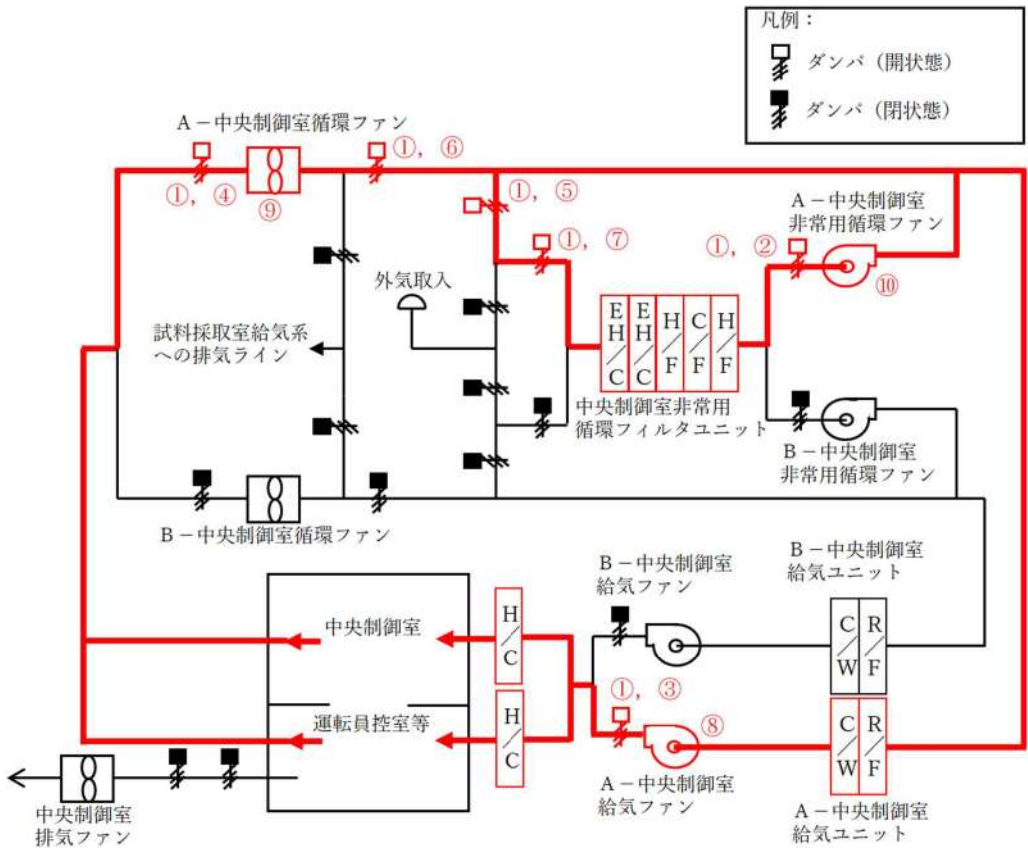 凡例：
ダンパ（開状態）
ダンパ（閉状態）
A－中央制御室循環ファン
①，④
⑨
①，⑥
①，⑤
①，⑦
①，②
A－中央制御室
非常用循環ファン
⑩
外気取入
試料採取室給気系
への排気ライン
EH/C
EH/C
H/F
C/F
H/F
中央制御室非常用
循環フィルタユニット
B－中央制御室
非常用循環ファン
B－中央制御室循環ファン
B－中央制御室
給気ファン
B－中央制御室
給気ユニット
中央制御室
H/C
C/W
R/F
①，③
運転員控室等
H/C
⑧
C/W
R/F
中央制御室
排気ファン
A－中央制御室
給気ファン
A－中央制御室
給気ユニット